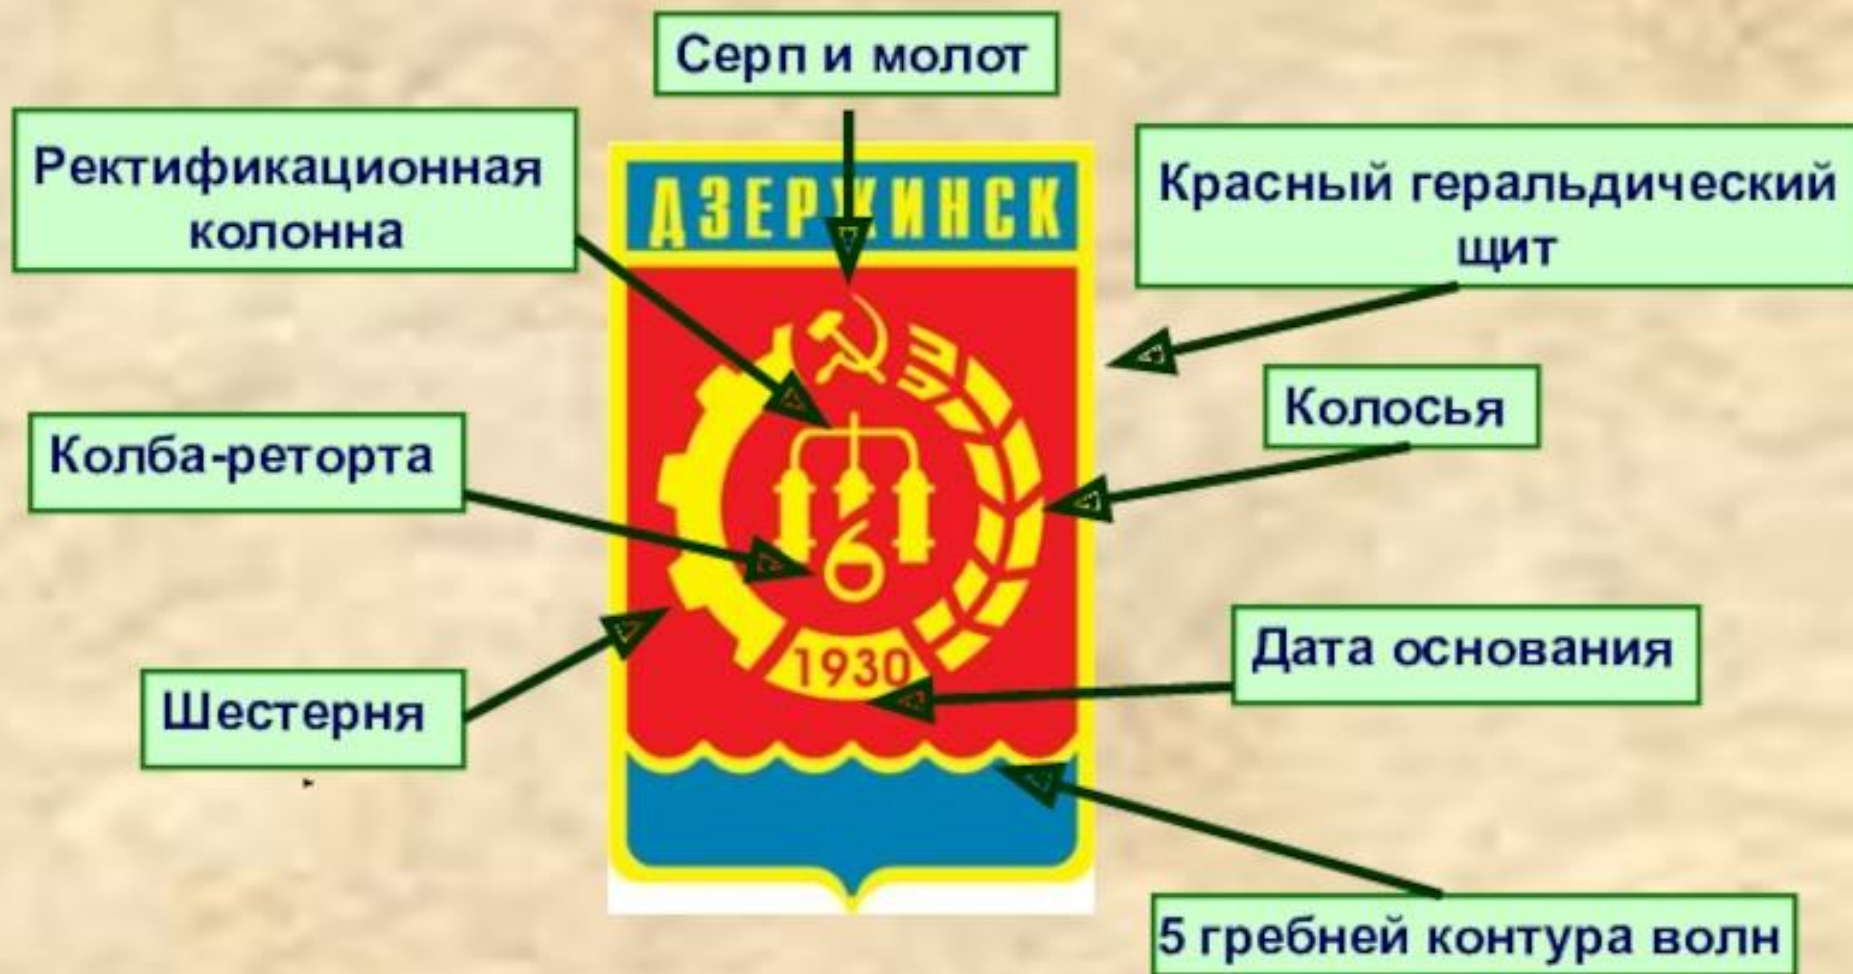 Серп и молот
Ректификационная
колонна
Красный геральдический
щит
ДЗЕРЖИНСК
Колосья
Колба-реторта
Дата основания
1930
Шестерня
5 гребней контура волн